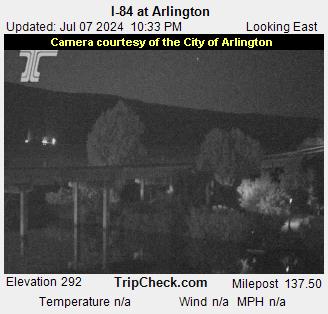 I-84 at Arlington
Updated: Jul 07 2024 10:33 PM Looking East
Camera courtesy of the City of Arlington
Elevation 292 TripCheck.com Milepost 137.50
Temperature n/a Wind n/a MPH n/a